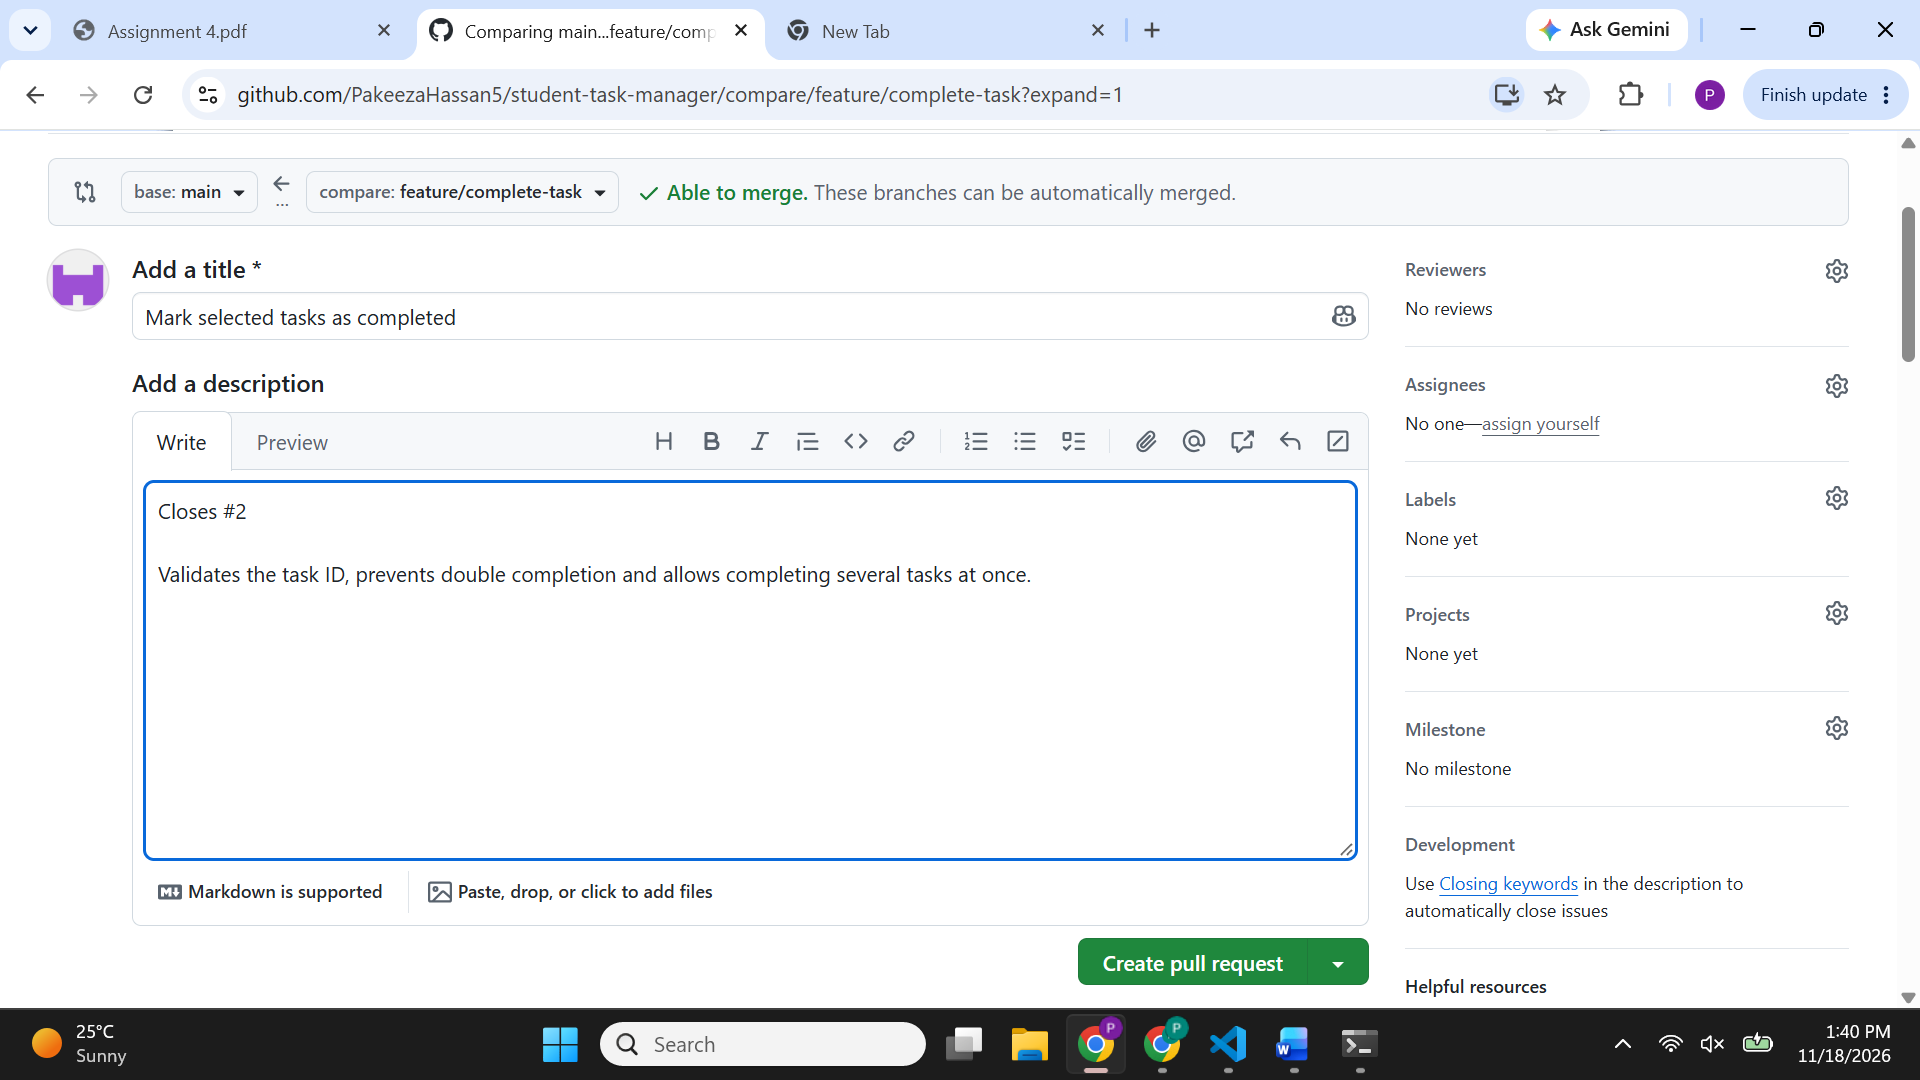 Assignment 4.pdf
Comparing main...feature/comp
New Tab
Ask Gemini
github.com/PakeezaHassan5/student-task-manager/compare/feature/complete-task?expand=1
P
Finish update
base: main
...
compare: feature/complete-task
Able to merge. These branches can be automatically merged.
Add a title *
Mark selected tasks as completed
Add a description
Write
Preview
Closes #2
Validates the task ID, prevents double completion and allows completing several tasks at once.
Markdown is supported
Paste, drop, or click to add files
Create pull request
Reviewers
No reviews
Assignees
No one—assign yourself
Labels
None yet
Projects
None yet
Milestone
No milestone
Development
Use Closing keywords in the description to
automatically close issues
Helpful resources
25°C
Sunny
Search
P
P
1:40 PM
11/18/2026